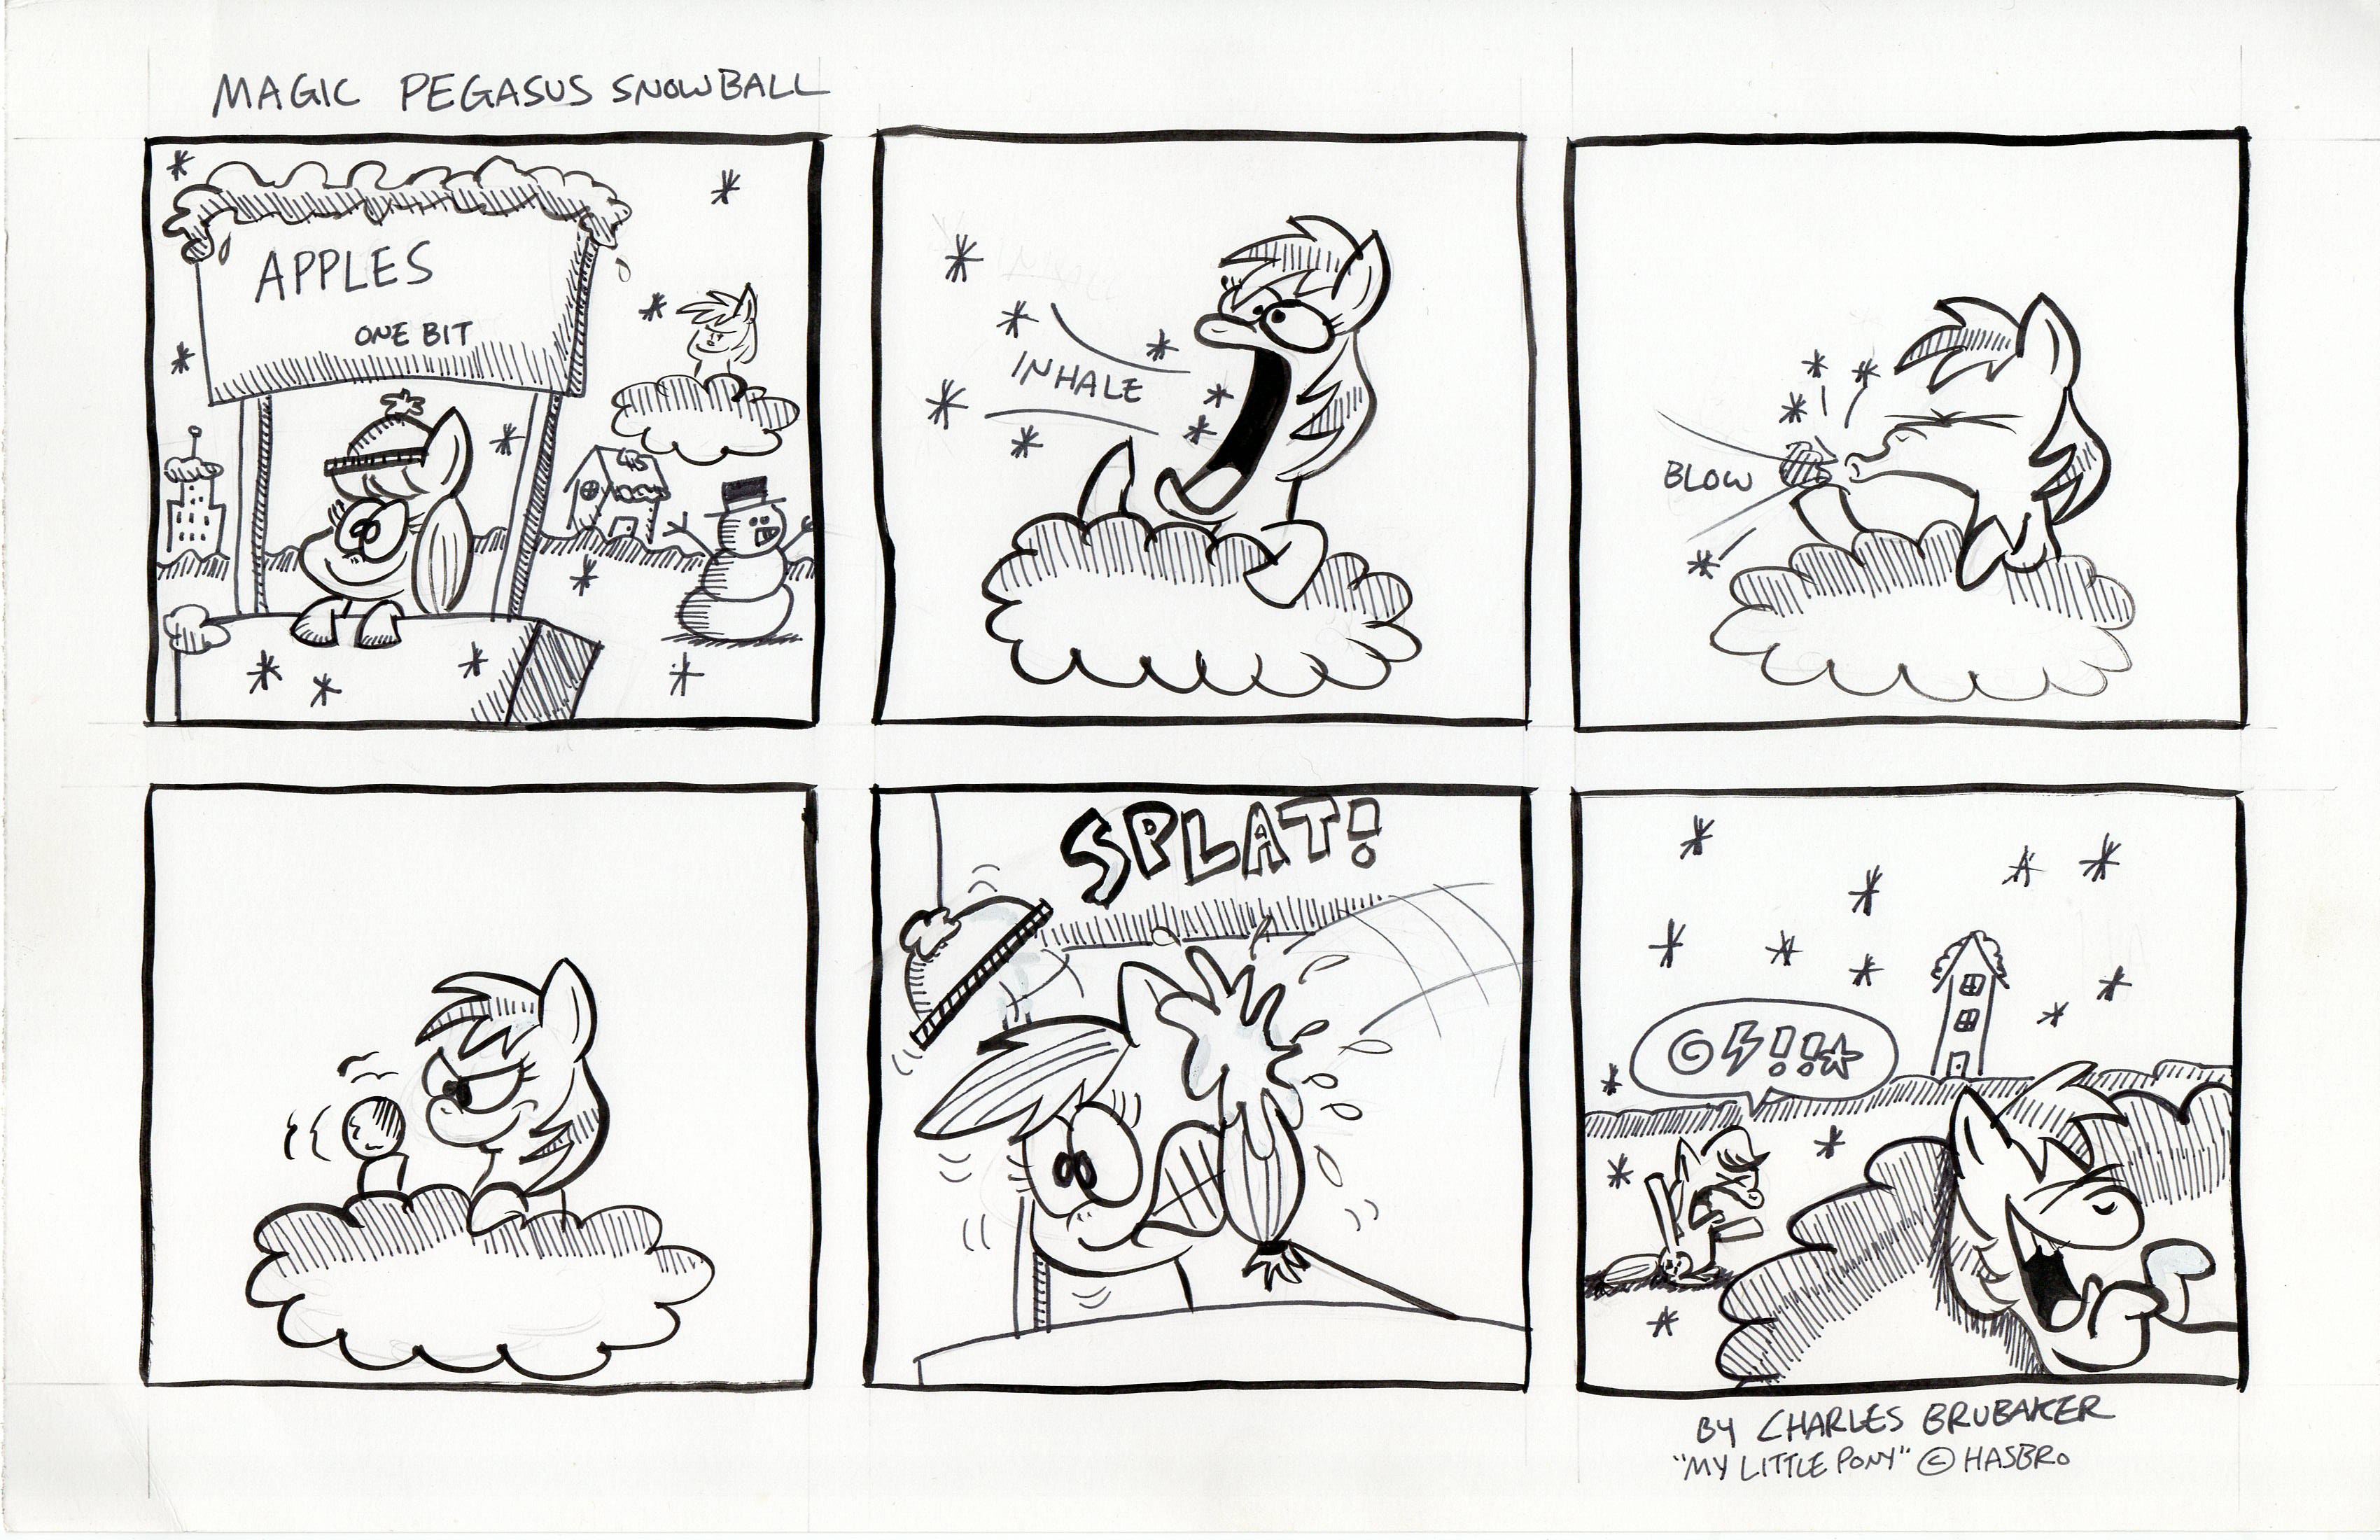 MAGIC PEGASUS SNOWBALL
APPLES
ONE BIT
INHALE
BLOW
SPLAT!
@⚡!!☆
BY CHARLES BRUBAKER
"MY LITTLE PONY" © HASBRO